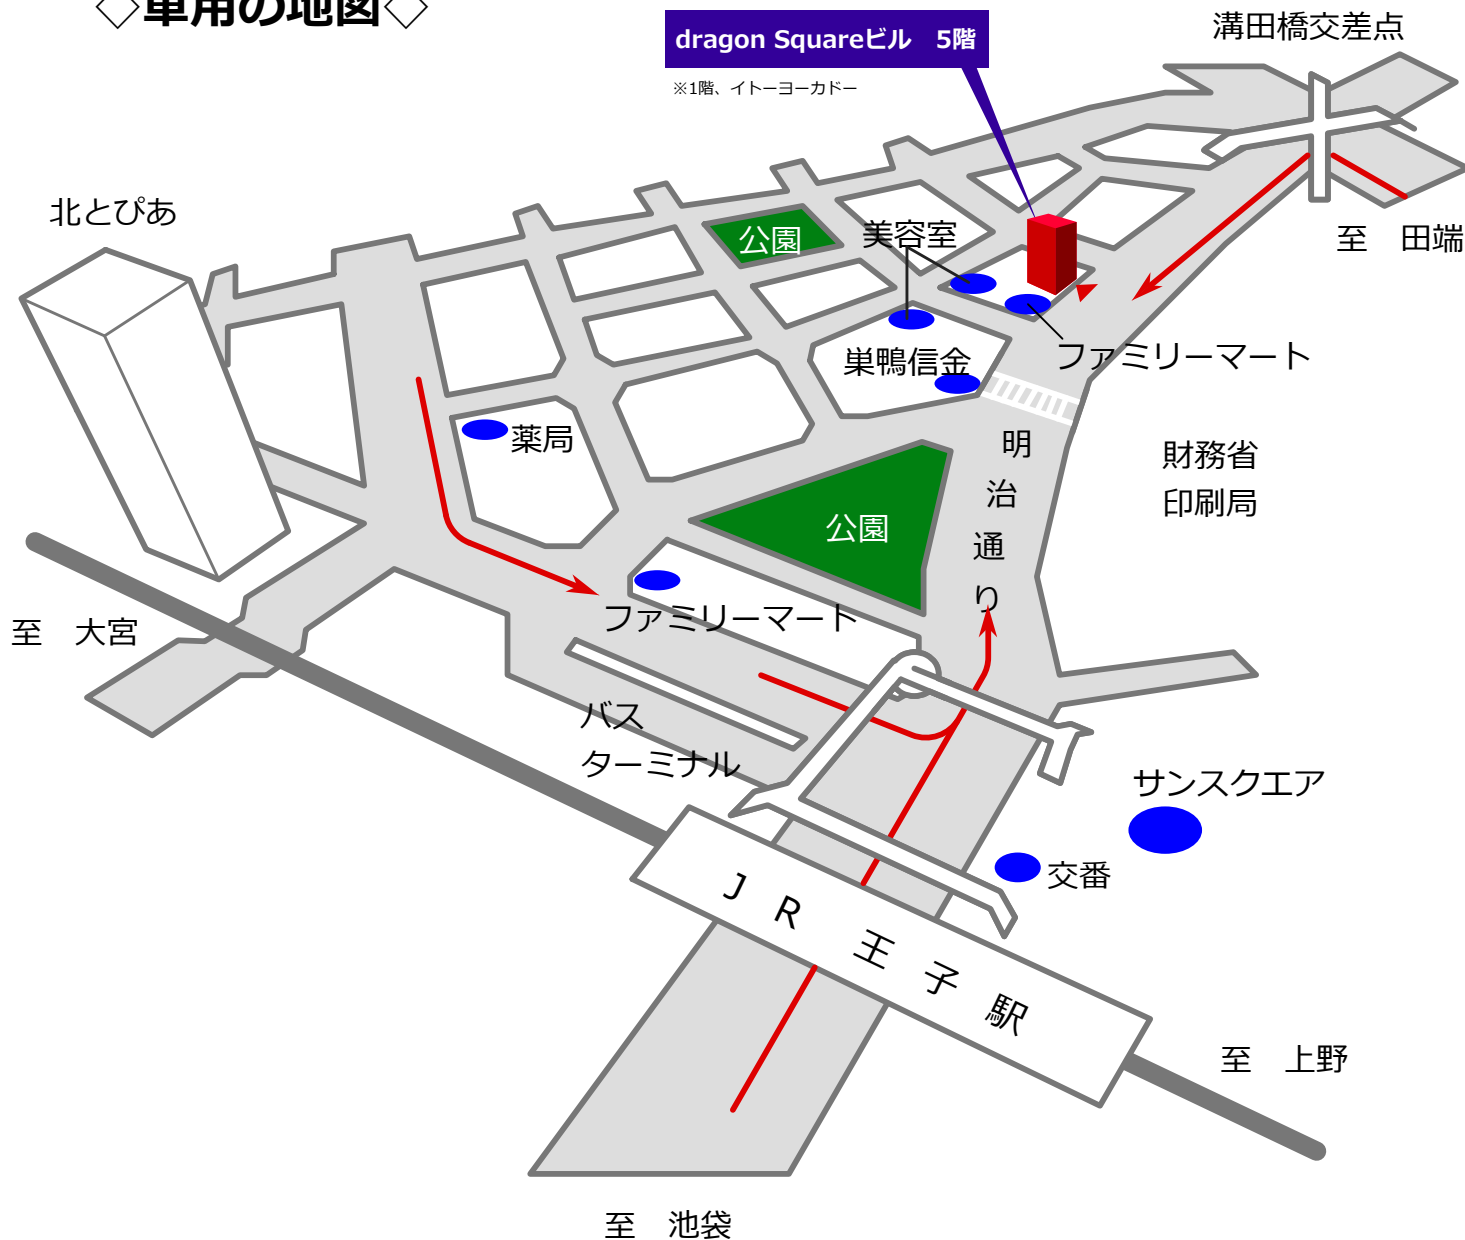 ◇車用の地図◇
dragon Squareビル　5階
※1階、イトーヨーカドー
溝田橋交差点
北とぴあ
至　田端
公園
美容室
ファミリーマート
巣鴨信金
薬局
明治通り
財務省
印刷局
公園
ファミリーマート
至　大宮
バス
ターミナル
サンスクエア
交番
ＪＲ　王子駅
至　上野
至　池袋